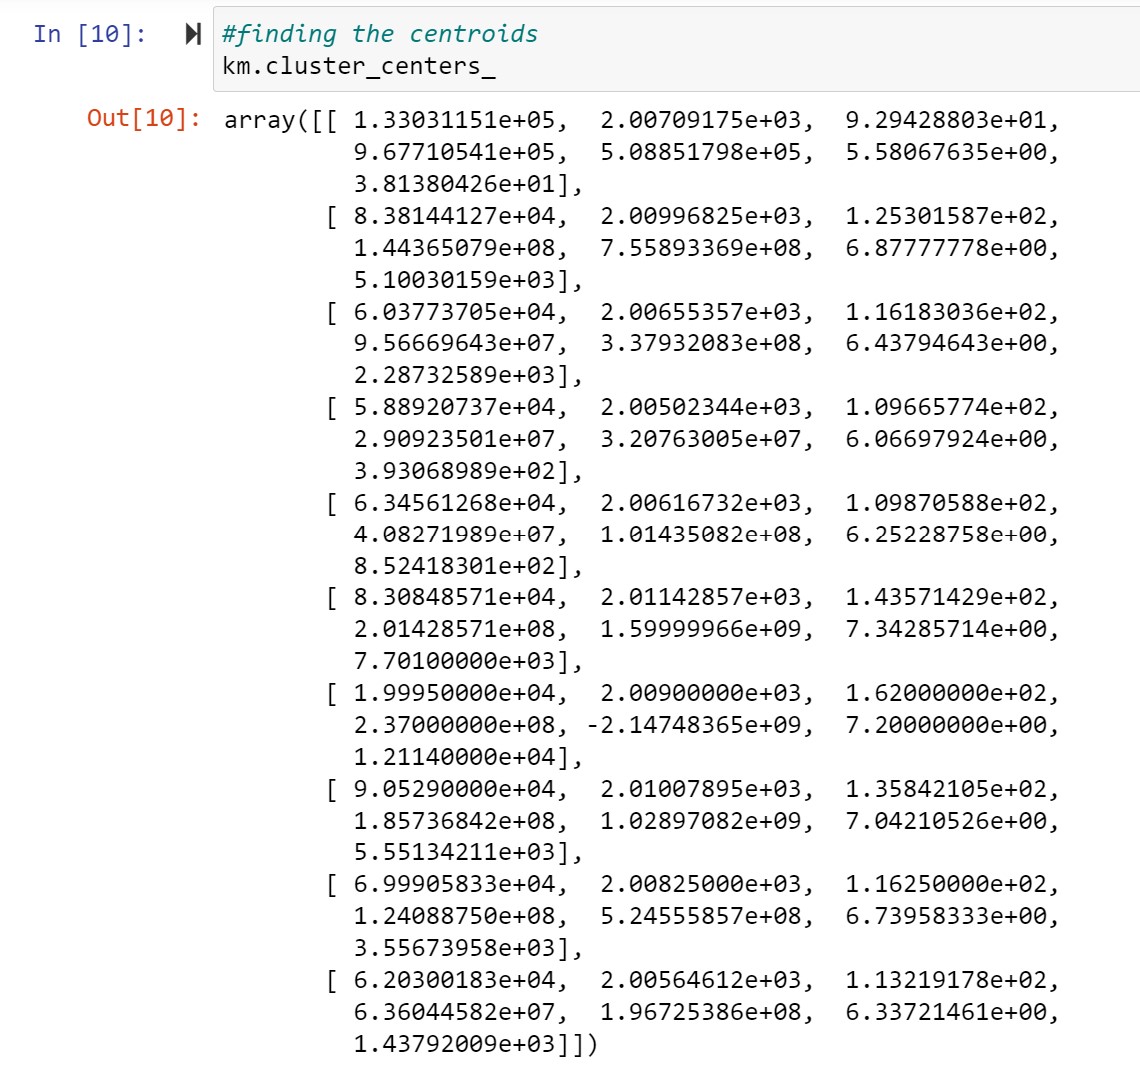 In [10]: #finding the centroids
km.cluster_centers_
Out[10]: array([[ 1.33031151e+05, 2.00709175e+03, 9.29428803e+01,
9.67710541e+05, 5.08851798e+05, 5.58067635e+00,
3.81380426e+01],
[ 8.38144127e+04, 2.00996825e+03, 1.25301587e+02,
1.44365079e+08, 7.55893369e+08, 6.87777778e+00,
5.10030159e+03],
[ 6.03773705e+04, 2.00655357e+03, 1.16183036e+02,
9.56669643e+07, 3.37932083e+08, 6.43794643e+00,
2.28732589e+03],
[ 5.88920737e+04, 2.00502344e+03, 1.09665774e+02,
2.90923501e+07, 3.20763005e+07, 6.06697924e+00,
3.93068989e+02],
[ 6.34561268e+04, 2.00616732e+03, 1.09870588e+02,
4.08271989e+07, 1.01435082e+08, 6.25228758e+00,
8.52418301e+02],
[ 8.30848571e+04, 2.01142857e+03, 1.43571429e+02,
2.01428571e+08, 1.59999966e+09, 7.34285714e+00,
7.70100000e+03],
[ 1.99950000e+04, 2.00900000e+03, 1.62000000e+02,
2.37000000e+08, -2.14748365e+09, 7.20000000e+00,
1.21140000e+04],
[ 9.05290000e+04, 2.01007895e+03, 1.35842105e+02,
1.85736842e+08, 1.02897082e+09, 7.04210526e+00,
5.55134211e+03],
[ 6.99905833e+04, 2.00825000e+03, 1.16250000e+02,
1.24088750e+08, 5.24555857e+08, 6.73958333e+00,
3.55673958e+03],
[ 6.20300183e+04, 2.00564612e+03, 1.13219178e+02,
6.36044582e+07, 1.96725386e+08, 6.33721461e+00,
1.43792009e+03]])